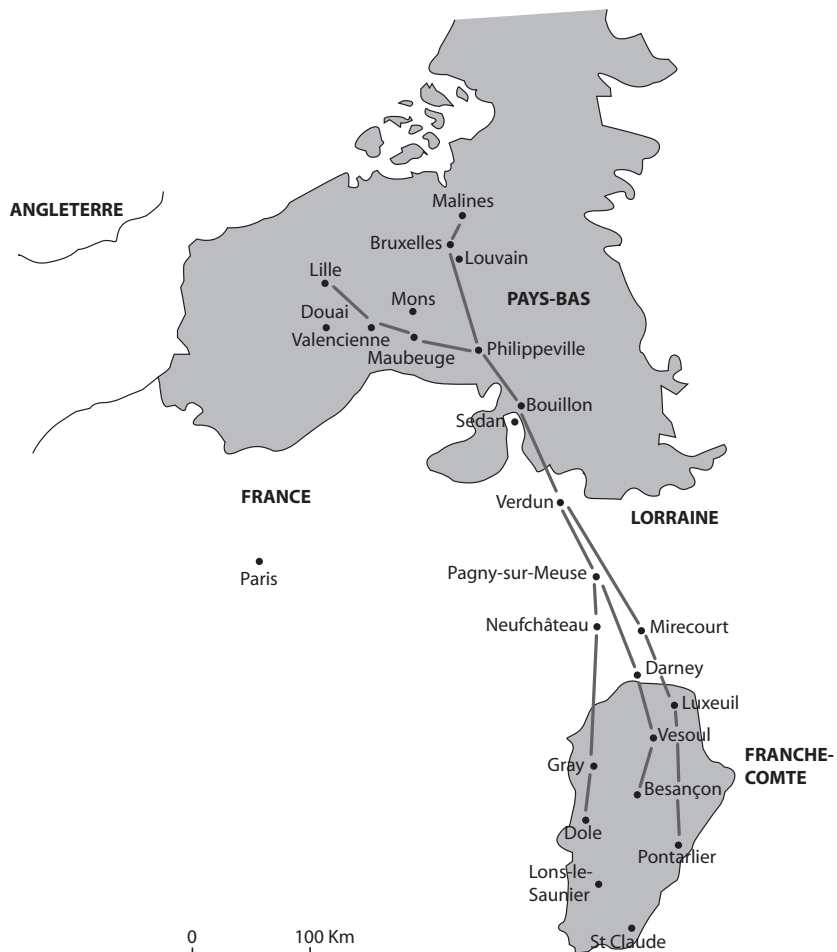 Malines
ANGLETERRE
Bruxelles
Louvain
Lille
Mons
PAYS-BAS
Douai
Valencienne
Maubeuge
Philippeville
Bouillon
Sedan
FRANCE
Verdun
LORRAINE
Paris
Pagny-sur-Meuse
Neufchâteau
Mirecourt
Darney
Luxeuil
Vesoul
FRANCHE-
COMTE
Gray
Besançon
Dole
Pontarlier
Lons-le-
Saunier
St Claude
0 100 Km